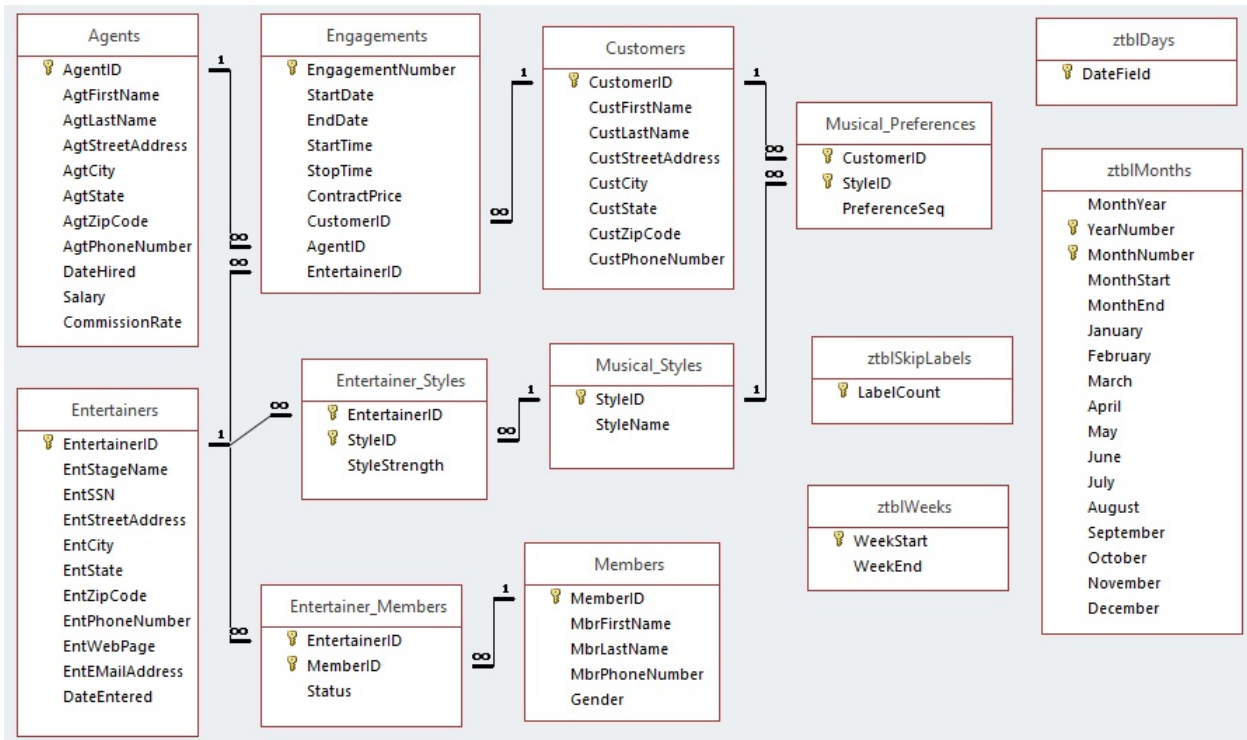 Agents
AgentID
AgtFirstName
AgtLastName
AgtStreetAddress
AgtCity
AgtState
AgtZipCode
AgtPhoneNumber
DateHired
Salary
CommissionRate
1
∞
∞
Engagements
EngagementNumber
StartDate
EndDate
StartTime
StopTime
ContractPrice
CustomerID
AgentID
EntertainerID
1
∞
Customers
CustomerID
CustFirstName
CustLastName
CustStreetAddress
CustCity
CustState
CustZipCode
CustPhoneNumber
1
∞
∞
Musical_Preferences
CustomerID
StyleID
PreferenceSeq
ztblDays
DateField
ztblMonths
MonthYear
YearNumber
MonthNumber
MonthStart
MonthEnd
January
February
March
April
May
June
July
August
September
October
November
December
Entertainers
EntertainerID
EntStageName
EntSSN
EntStreetAddress
EntCity
EntState
EntZipCode
EntPhoneNumber
EntWebPage
EntEMailAddress
DateEntered
1
∞
∞
Entertainer_Styles
EntertainerID
StyleID
StyleStrength
1
∞
Musical_Styles
StyleID
StyleName
1
ztblSkipLabels
LabelCount
ztblWeeks
WeekStart
WeekEnd
Entertainer_Members
EntertainerID
MemberID
Status
1
∞
Members
MemberID
MbrFirstName
MbrLastName
MbrPhoneNumber
Gender